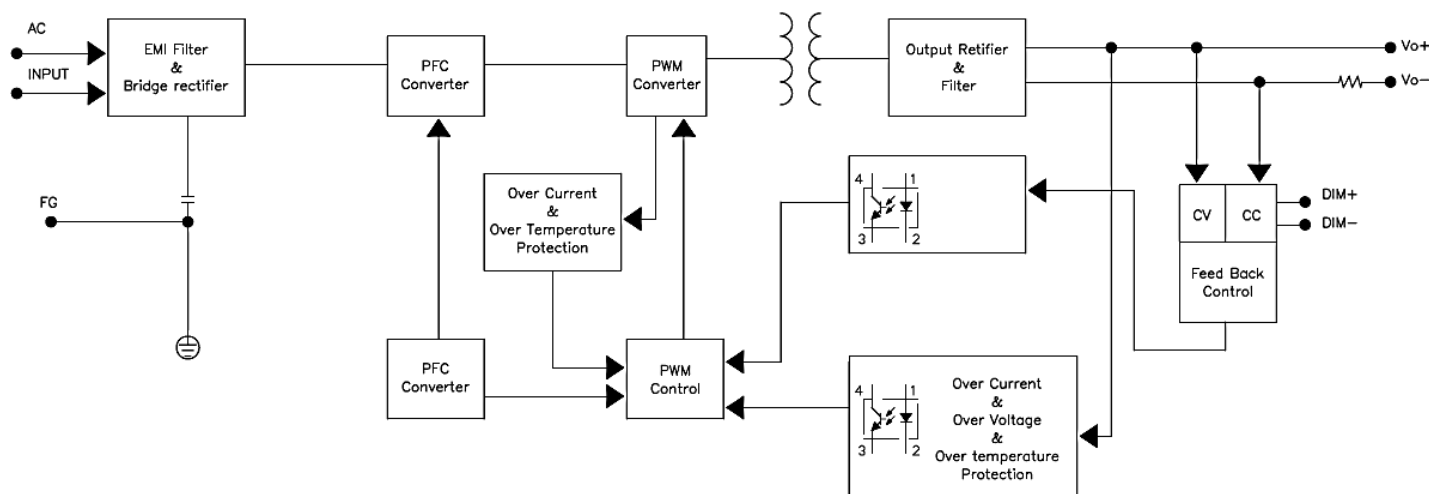 AC
INPUT
EMI Filter
&
Bridge rectifier
PFC
Converter
PWM
Converter
Output Retifier
&
Filter
Vo+
Vo-
FG
Over Current
&
Over Temperature
Protection
4 1
3 2
CV CC
DIM+
DIM-
Feed Back
Control
PFC
Converter
PWM
Control
4 1
3 2
Over Current
&
Over Voltage
&
Over temperature
Protection